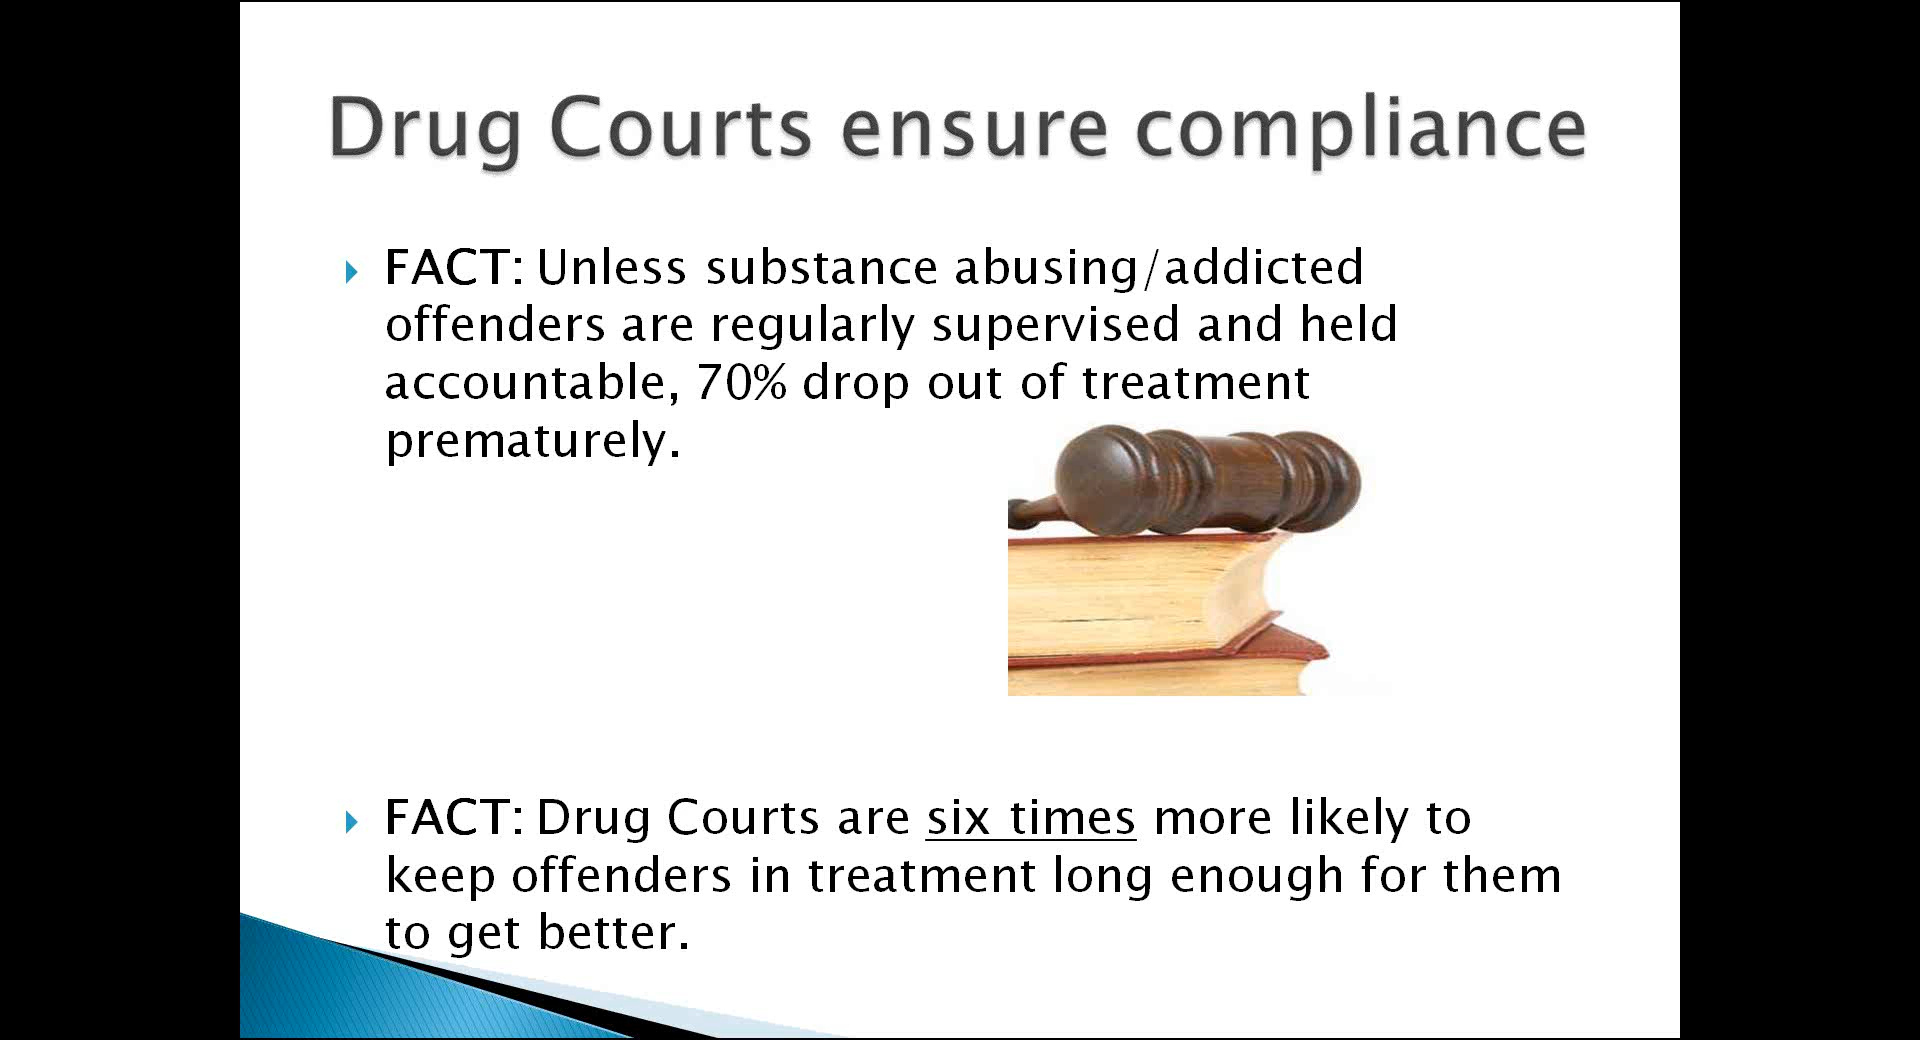 Drug Courts ensure compliance
FACT: Unless substance abusing/addicted
offenders are regularly supervised and held
accountable, 70% drop out of treatment
prematurely.
FACT: Drug Courts are six times more likely to
keep offenders in treatment long enough for them
to get better.